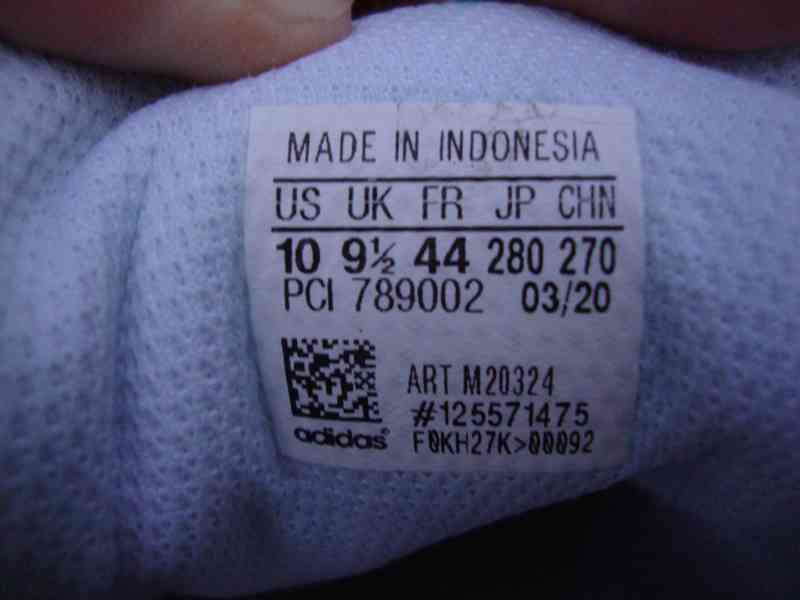 MADE IN INDONESIA
US UK FR JP CHN
10 9½ 44 280 270
PCI 789002 03/20
ART M20324
#125571475
adidas® F0KH27K>00092